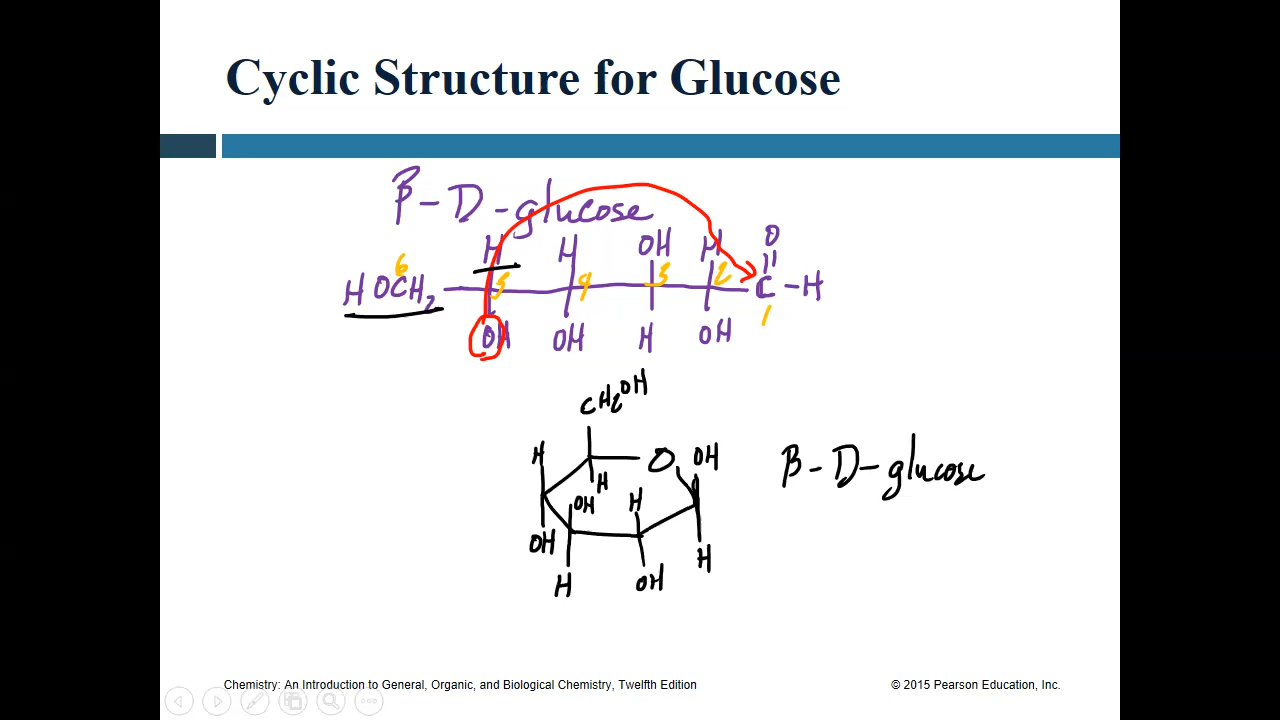 Cyclic Structure for Glucose
β-D-glucose
H H OH H O
HOCH2 6 5 4 3 2 C-H
1
OH OH H OH
CH2OH
H O OH
β-D-glucose
H
OH H
OH
H OH H
Chemistry: An Introduction to General, Organic, and Biological Chemistry, Twelfth Edition
© 2015 Pearson Education, Inc.